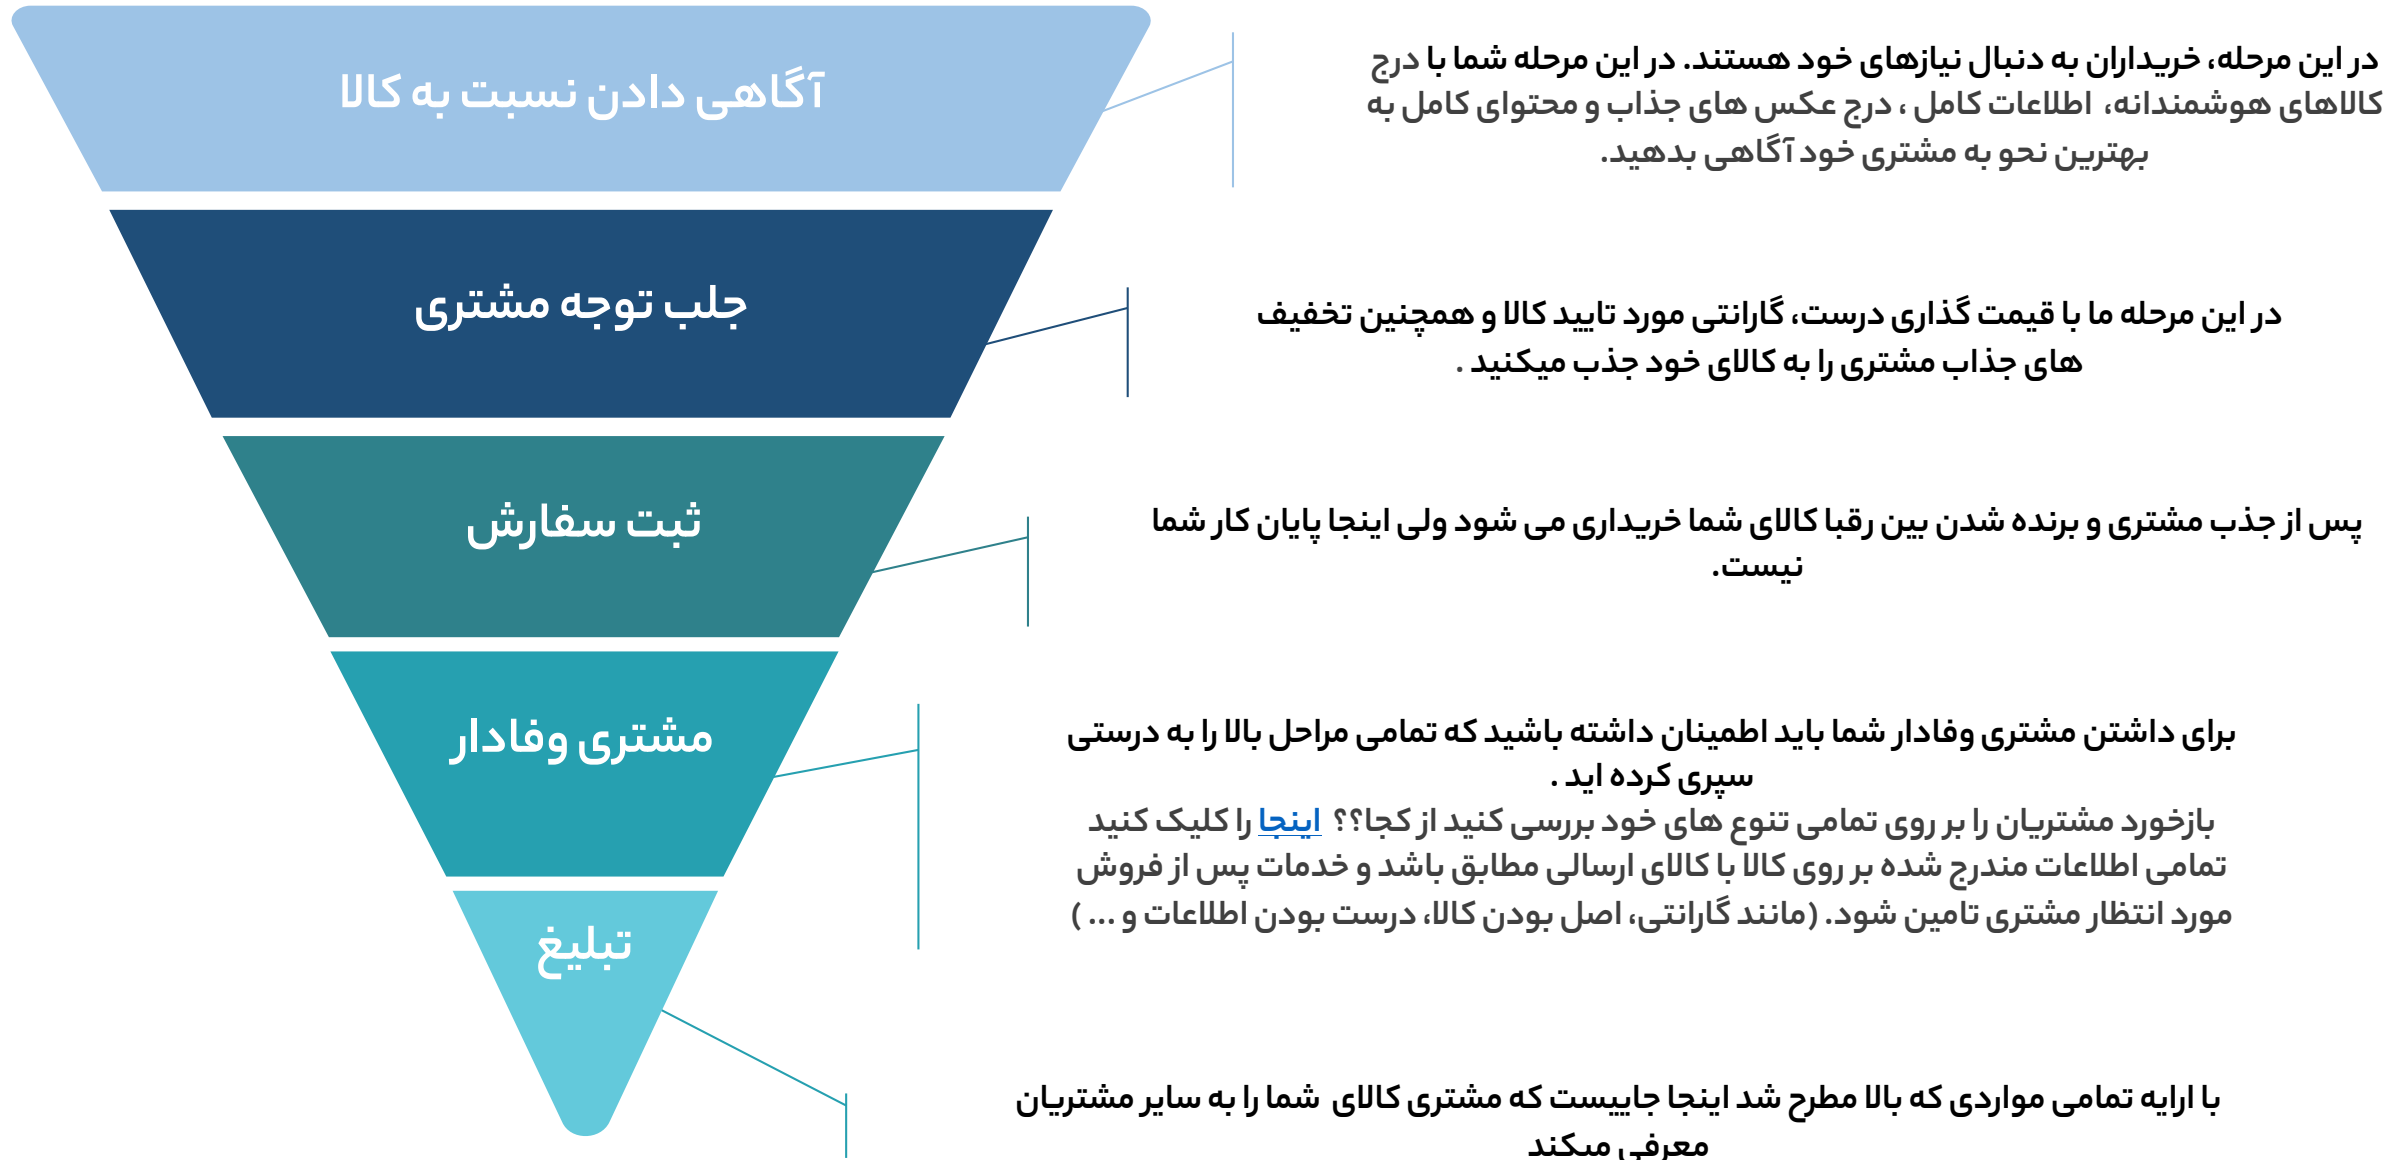 آگاهی دادن نسبت به کالا
در این مرحله، خریداران به دنبال نیازهای خود هستند. در این مرحله شما با درج
کالاهای هوشمندانه، اطلاعات کامل ، درج عکس های جذاب و محتوای کامل به
بهترین نحو به مشتری خود آگاهی بدهید.
جلب توجه مشتری
در این مرحله ما با قیمت گذاری درست، گارانتی مورد تایید کالا و همچنین تخفیف
های جذاب مشتری را به کالای خود جذب میکنید .
ثبت سفارش
پس از جذب مشتری و برنده شدن بین رقبا کالای شما خریداری می شود ولی اینجا پایان کار شما
نیست.
مشتری وفادار
برای داشتن مشتری وفادار شما باید اطمینان داشته باشید که تمامی مراحل بالا را به درستی
سپری کرده اید .
بازخورد مشتریان را بر روی تمامی تنوع های خود بررسی کنید از کجا؟؟ اینجا را کلیک کنید
تمامی اطلاعات مندرج شده بر روی کالا با کالای ارسالی مطابق باشد و خدمات پس از فروش
مورد انتظار مشتری تامین شود. (مانند گارانتی، اصل بودن کالا، درست بودن اطلاعات و ... )
تبلیغ
با ارایه تمامی مواردی که بالا مطرح شد اینجا جاییست که مشتری کالای شما را به سایر مشتریان
معرفی میکند